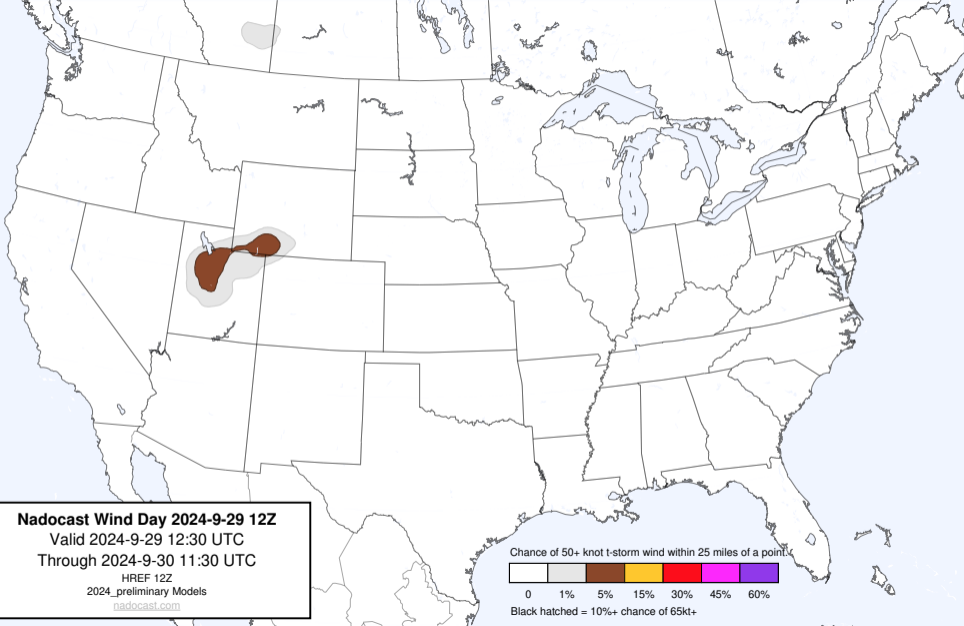 Nadocast Wind Day 2024-9-29 12Z
Valid 2024-9-29 12:30 UTC
Through 2024-9-30 11:30 UTC
HREF 12Z
2024_preliminary Models
nadocast.com
Chance of 50+ knot t-storm wind within 25 miles of a point.
0 1% 5% 15% 30% 45% 60%
Black hatched = 10%+ chance of 65kt+